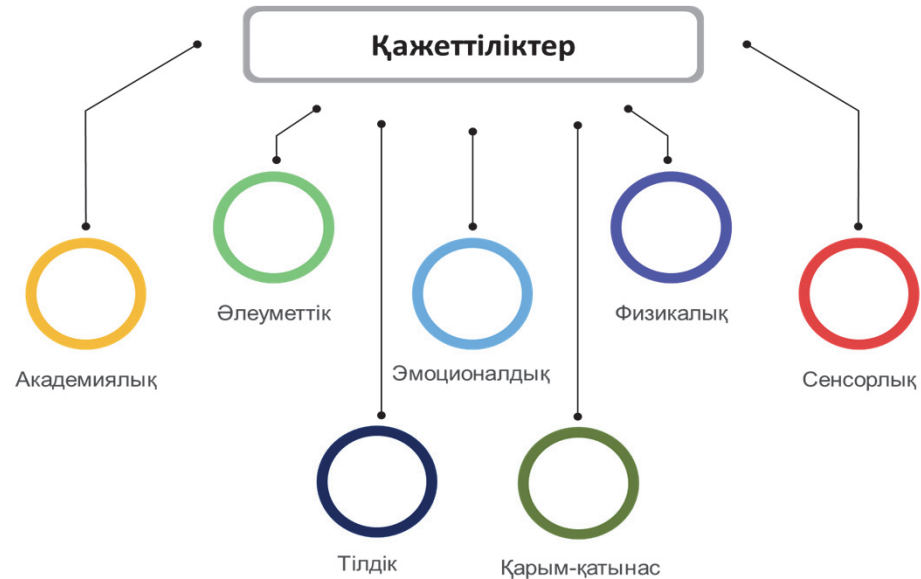 Қажеттіліктер
Әлеуметтік
Физикалық
Академиялық
Эмоционалдық
Сенсорлық
Тілдік
Қарым-қатынас